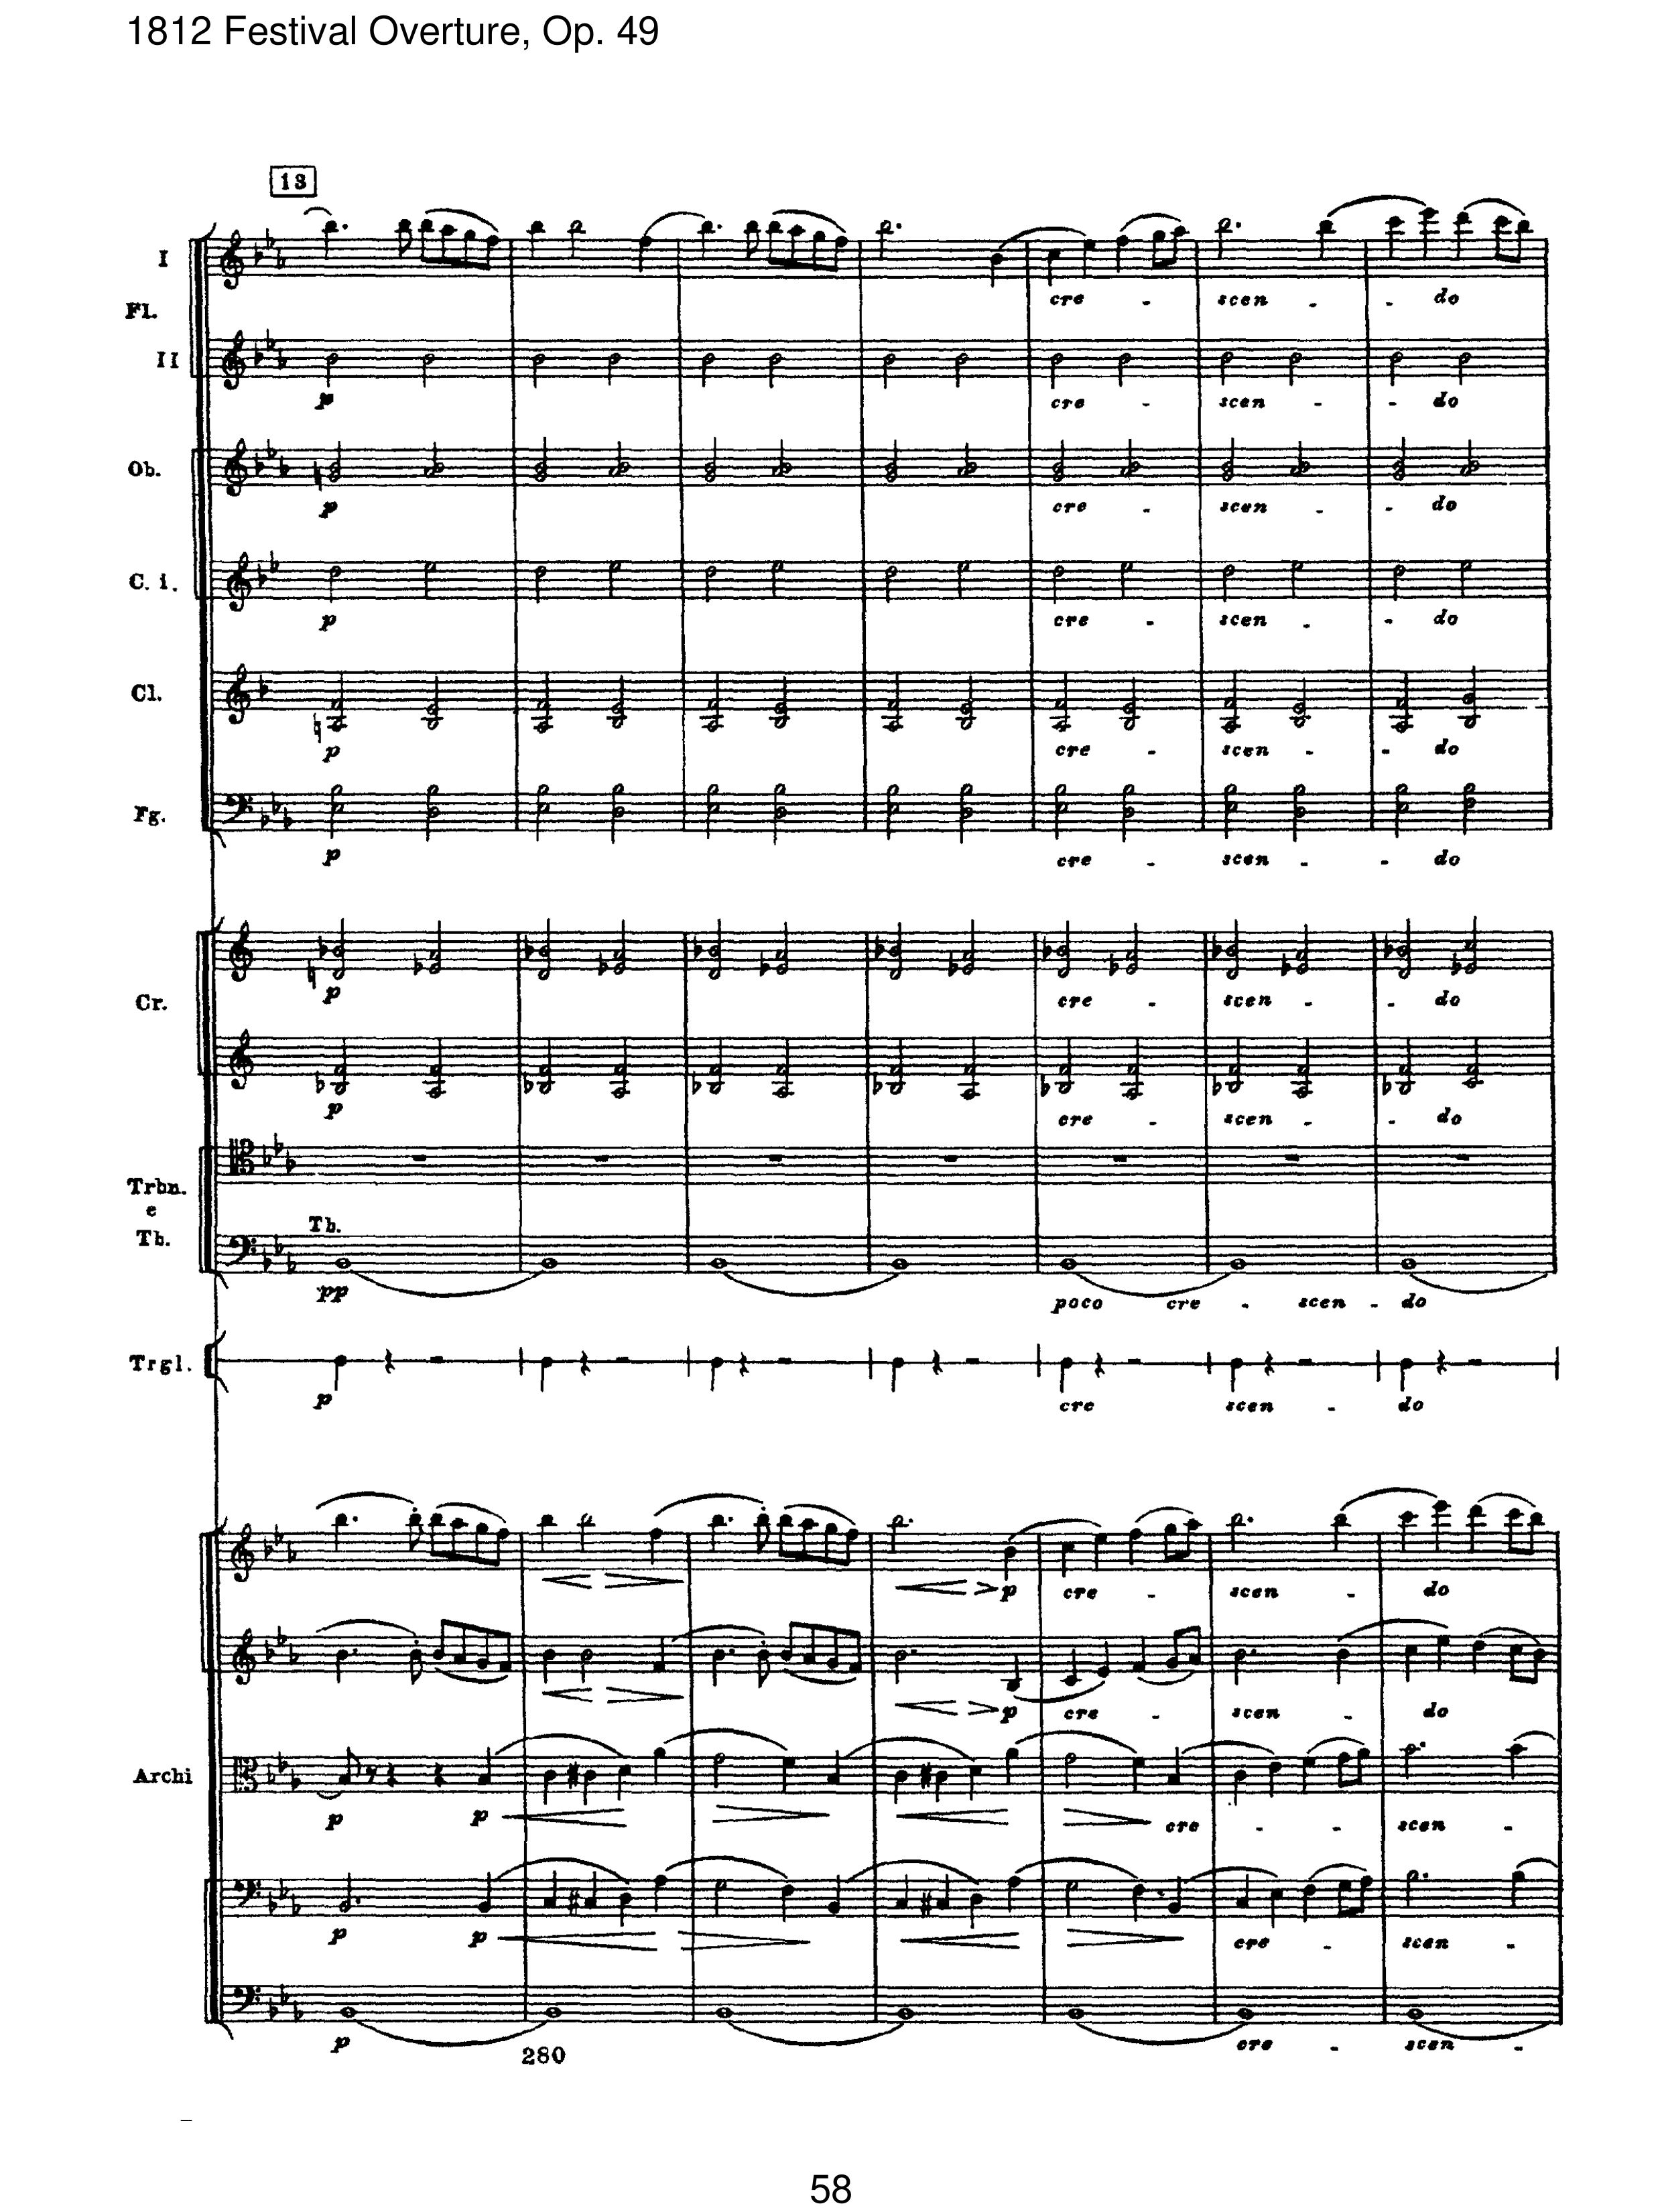 1812 Festival Overture, Op. 49
13
I
cre - scen - - do
Fl.
II
p cre - scen - - do
Ob.
p cre - scen - - do
C. i.
p cre - scen - - do
Cl.
p cre - scen - - do
Fg.
p cre - scen - - do
p cre - scen - - do
Cr.
p cre - scen - - do
Trbn.
e
Tb.
Tb.
pp poco cre - scen - do
Trgl.
p cre scen - do
p cre - scen - do
p cre - scen - do
Archi
p p cre - - scen -
p p cre - scen -
p cre - scen -
280
58